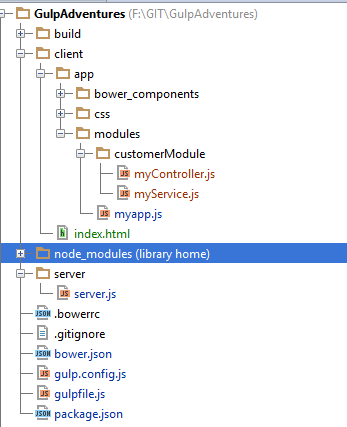 GulpAdventures (F:\GIT\GulpAdventures)
build
client
app
bower_components
css
modules
customerModule
myController.js
myService.js
myapp.js
index.html
node_modules (library home)
server
server.js
.bowerrc
.gitignore
bower.json
gulp.config.js
gulpfile.js
package.json